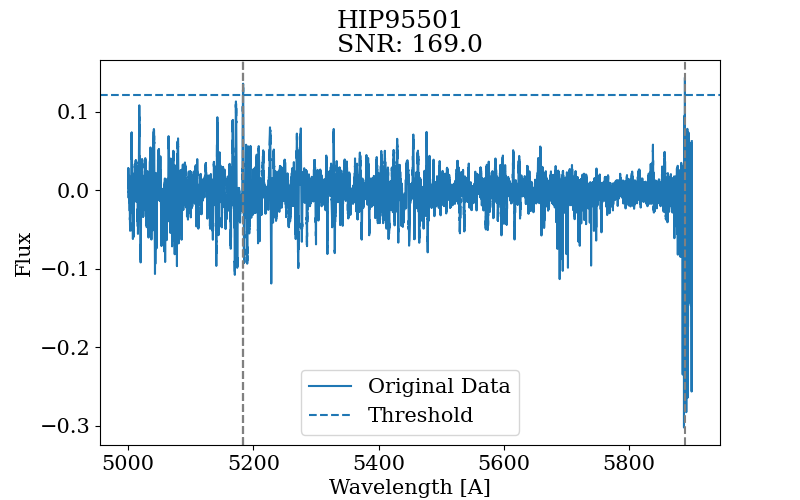 HIP95501
SNR: 169.0
0.1
0.0
−0.1
−0.2
−0.3
Flux
Original Data
Threshold
5000 5200 5400 5600 5800
Wavelength [A]